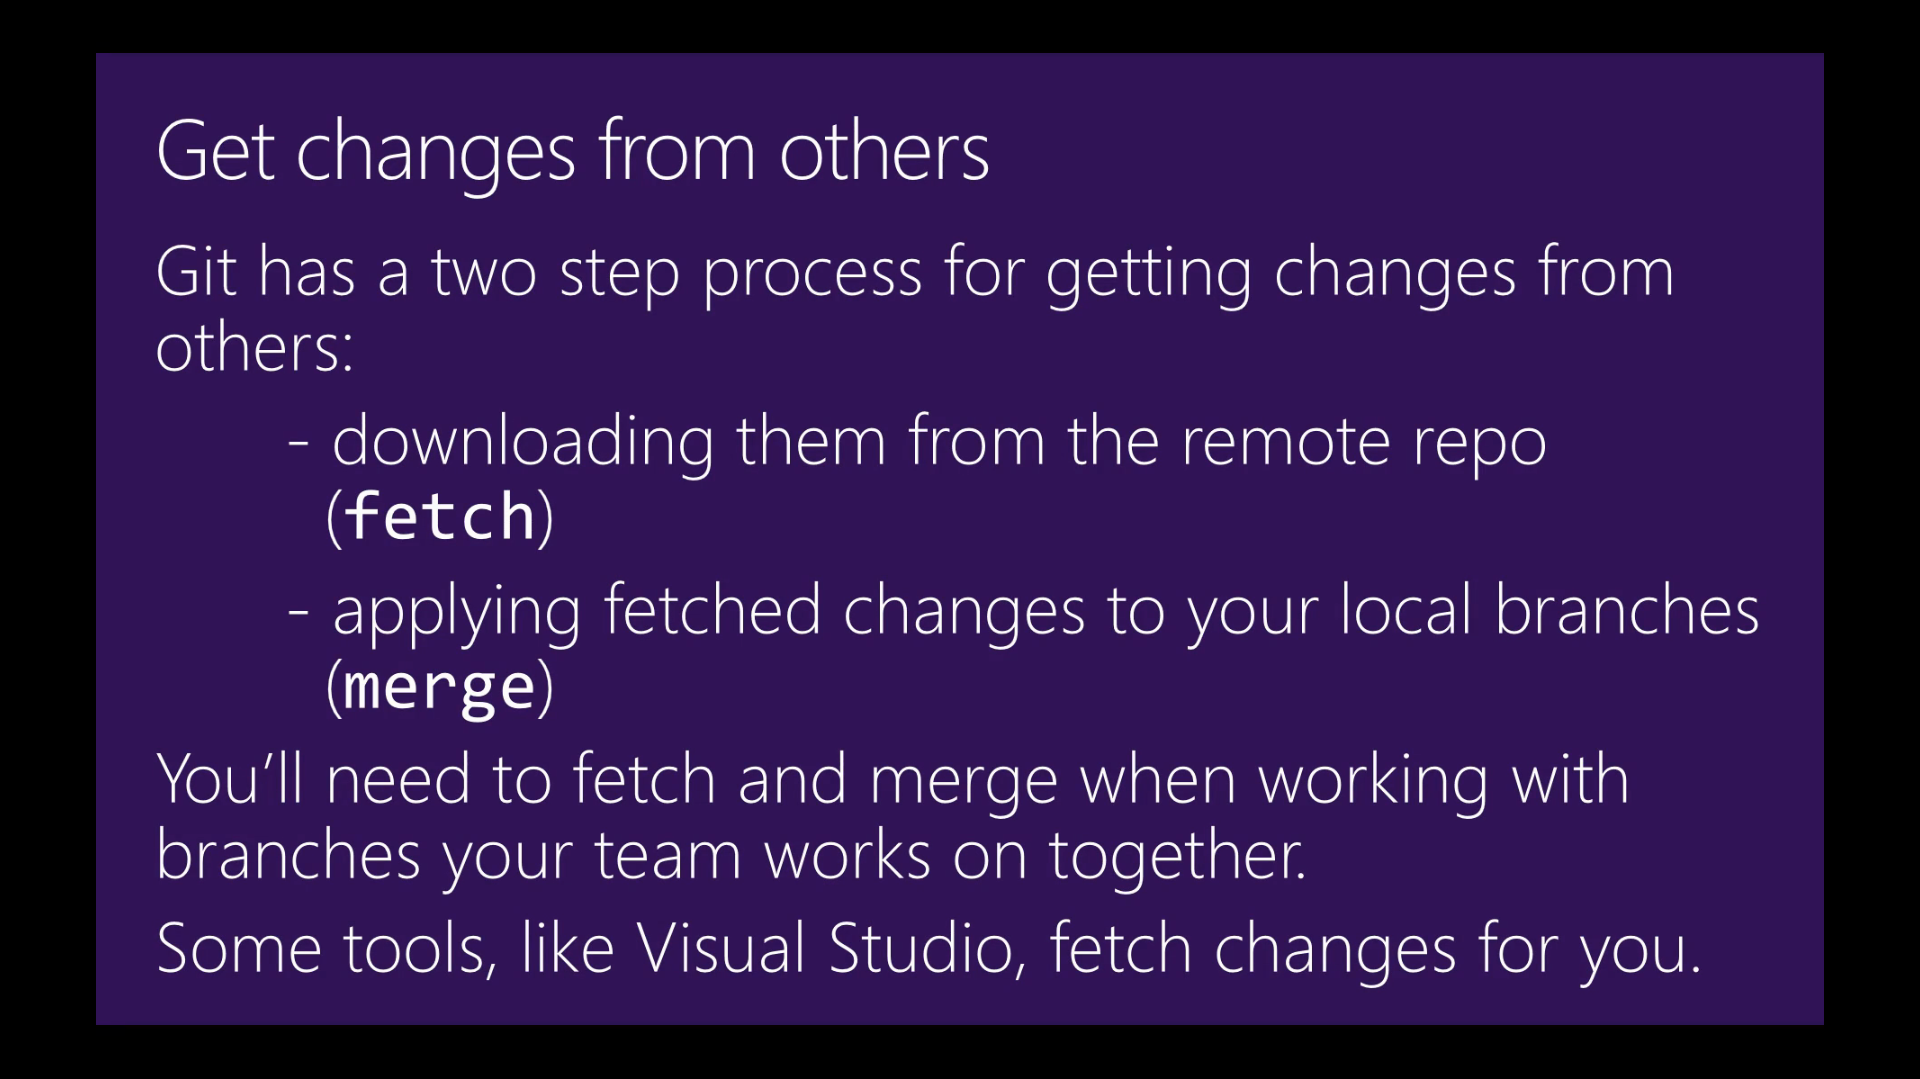 Get changes from others
Git has a two step process for getting changes from
others:
- downloading them from the remote repo
(fetch)
- applying fetched changes to your local branches
(merge)
You’ll need to fetch and merge when working with
branches your team works on together.
Some tools, like Visual Studio, fetch changes for you.